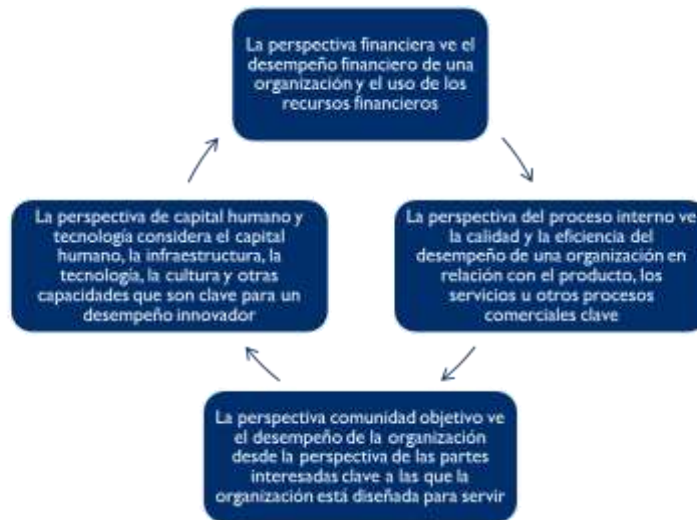 La perspectiva financiera ve el
desempeño financiero de una
organización y el uso de los
recursos financieros
La perspectiva de capital humano y
tecnología considera el capital
humano, la infraestructura, la
tecnología, la cultura y otras
capacidades que son clave para un
desempeño innovador
La perspectiva del proceso interno ve
la calidad y la eficiencia del
desempeño de una organización en
relación con el producto, los
servicios u otros procesos
comerciales clave
La perspectiva comunidad objetivo ve
el desempeño de la organización
desde la perspectiva de las partes
interesadas clave a las que la
organización está diseñada para servir